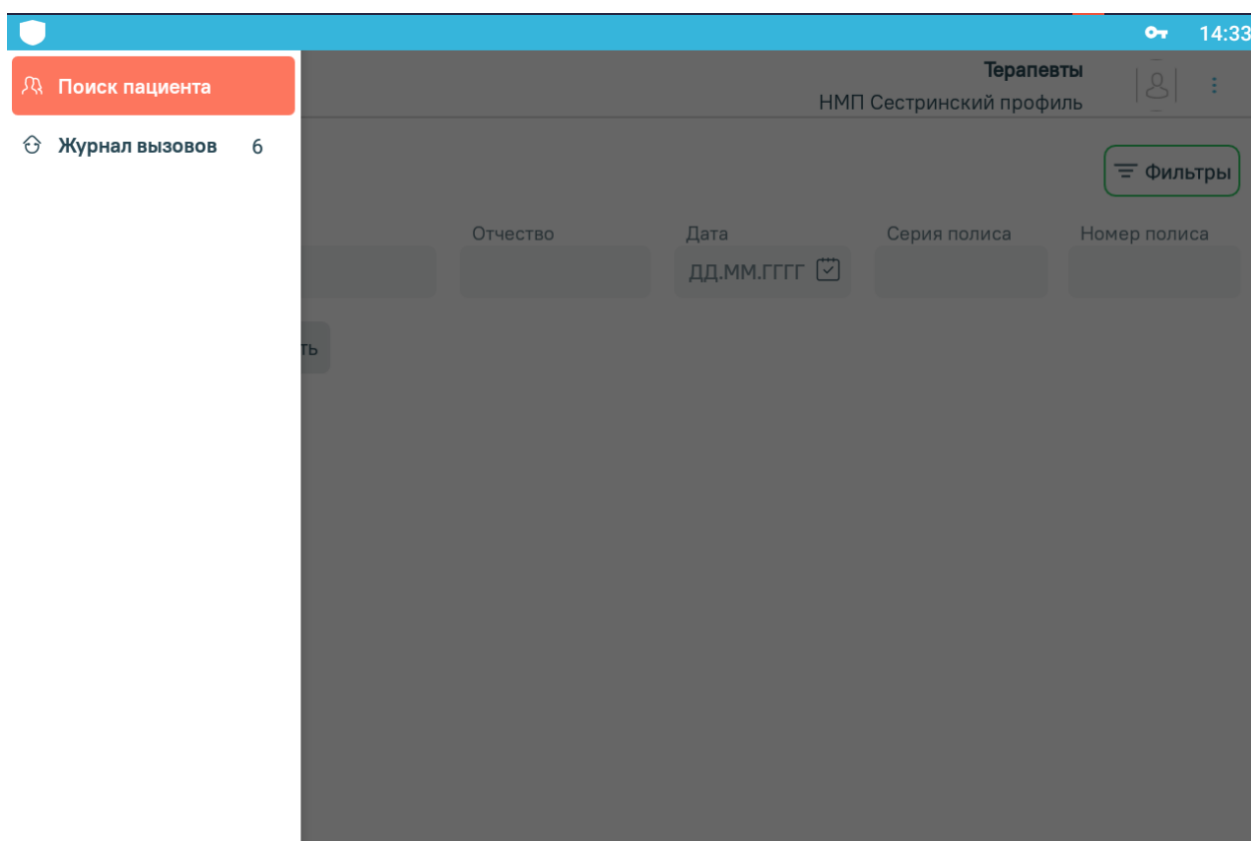 14:33
Поиск пациента
Журнал вызовов 6
Терапевты
НМП Сестринский профиль
Фильтры
Отчество Дата Серия полиса Номер полиса
ДД.ММ.ГГГГ
ть